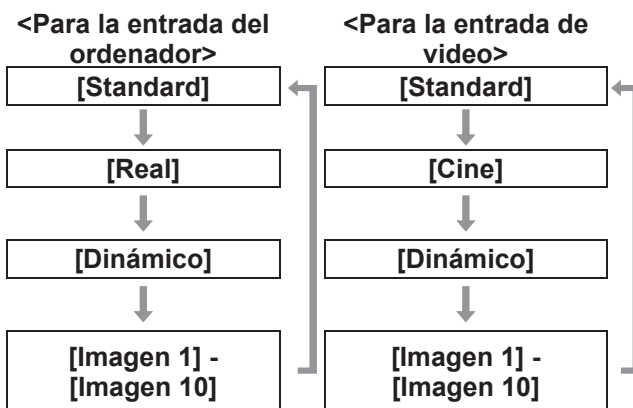 <Para la entrada del
ordenador>
[Standard]
[Real]
[Dinámico]
[Imagen 1] -
[Imagen 10]
<Para la entrada de
video>
[Standard]
[Cine]
[Dinámico]
[Imagen 1] -
[Imagen 10]